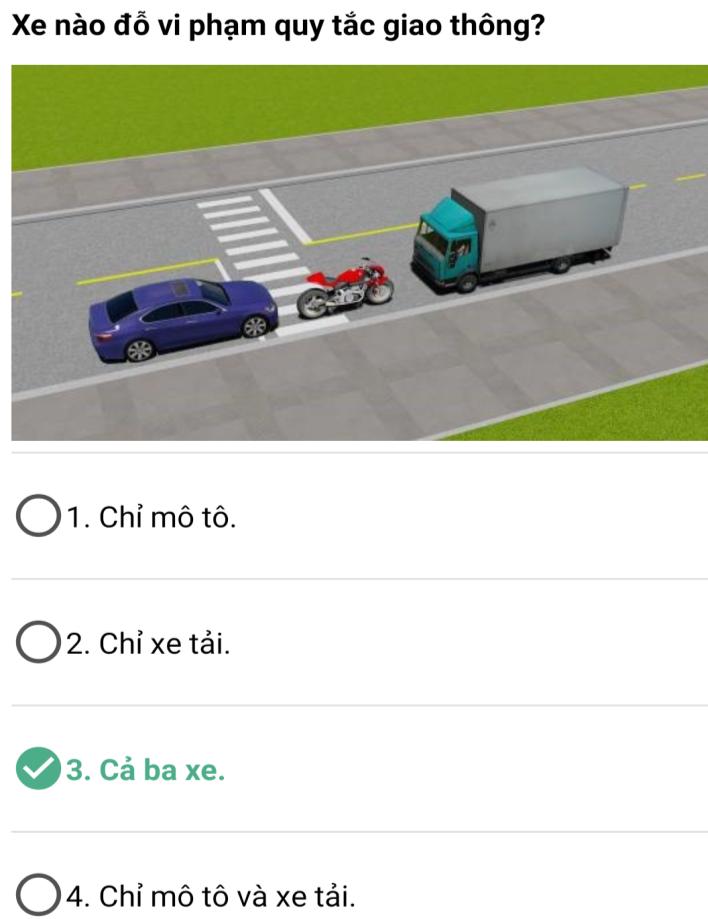 Xe nào đỗ vi phạm quy tắc giao thông?
1. Chỉ mô tô.
2. Chỉ xe tải.
3. Cả ba xe.
4. Chỉ mô tô và xe tải.